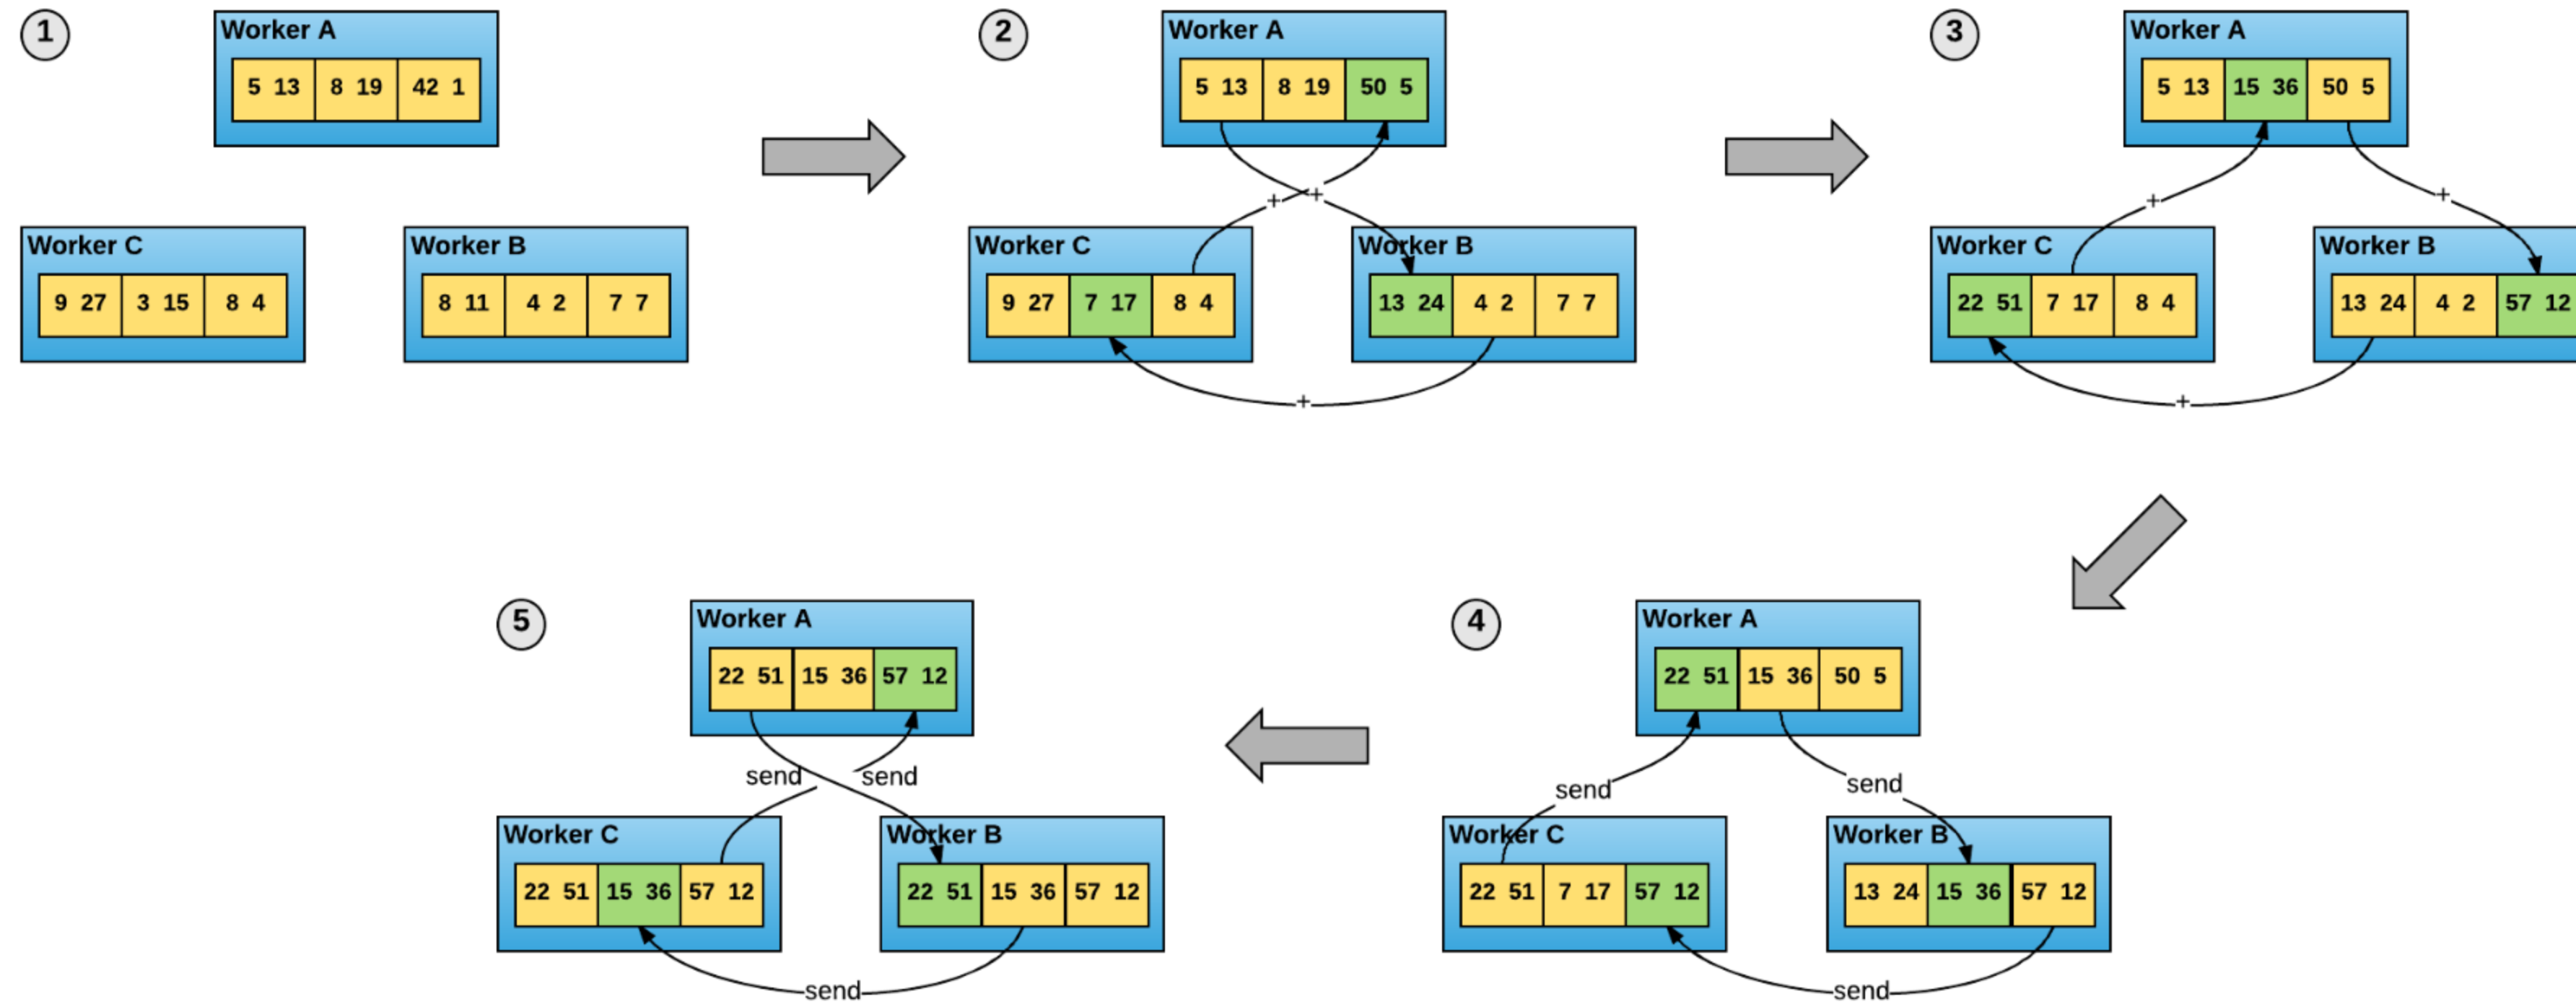 1
Worker A
5 13 8 19 42 1
Worker C
9 27 3 15 8 4
Worker B
8 11 4 2 7 7
2
Worker A
5 13 8 19 50 5
+ +
Worker C
9 27 7 17 8 4
Worker B
13 24 4 2 7 7
+
3
Worker A
5 13 15 36 50 5
+ +
Worker C
22 51 7 17 8 4
Worker B
13 24 4 2 57 12
+
5
Worker A
22 51 15 36 57 12
send send
Worker C
22 51 15 36 57 12
Worker B
22 51 15 36 57 12
send
4
Worker A
22 51 15 36 50 5
send send
Worker C
22 51 7 17 57 12
Worker B
13 24 15 36 57 12
send